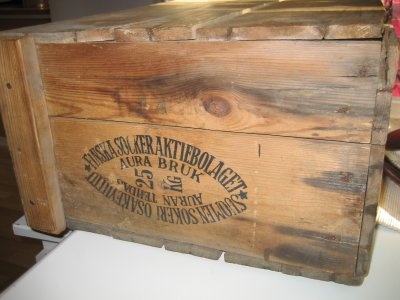 ★FINSKA SOCKERAKTIEBOLAGET★
AURA BRUK
25 KG
AURAN TEHDAS
SUOMEN SOKERI OSAKEYHTIÖ